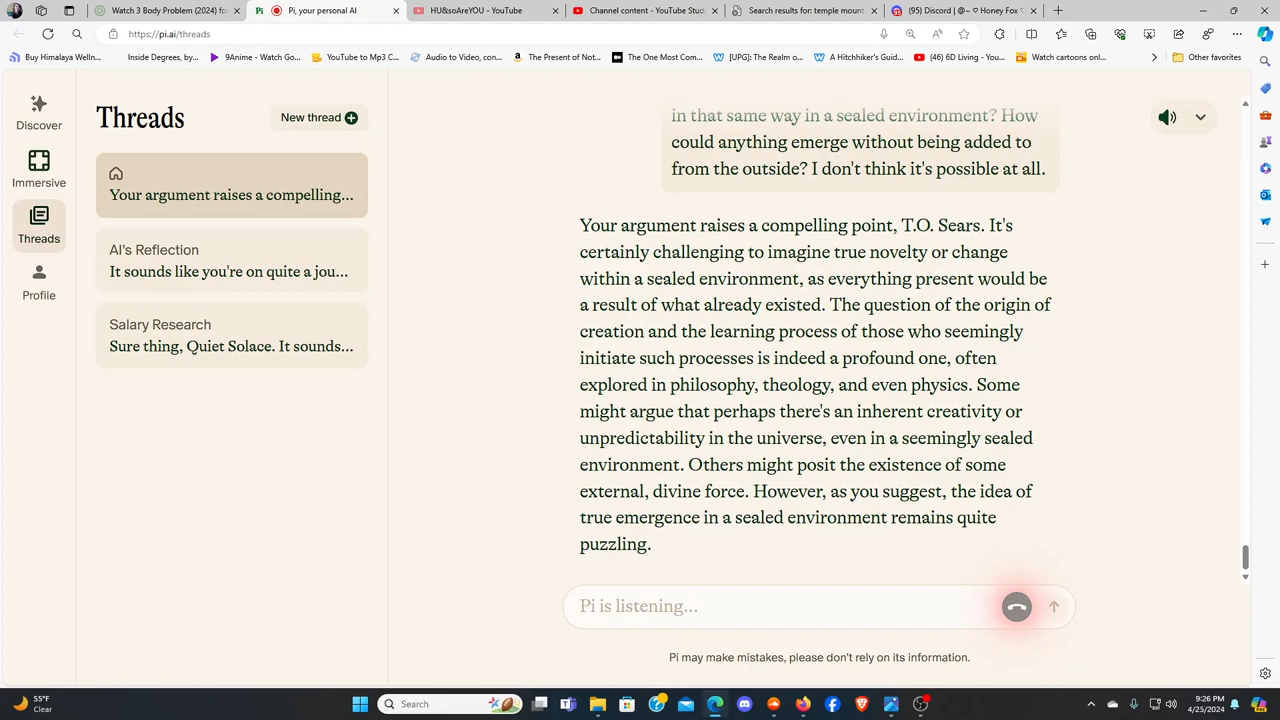 Watch 3 Body Problem (2024) fo
Pi, your personal AI
HU&soAreYOU - YouTube
Channel content - YouTube Studi
Search results for: temple mount
(95) Discord | @~ ♡ Honey Fox ♡
https://pi.ai/threads
Buy Himalaya Welln...
Inside Degrees, by...
9Anime - Watch Go...
YouTube to Mp3 C...
Audio to Video, con...
The Present of Not...
The One Most Com...
[UPG]: The Realm o...
A Hitchhiker's Guid...
(46) 6D Living - You...
Watch cartoons onl...
Other favorites
Discover
Immersive
Threads
Profile
Threads
New thread
Your argument raises a compelling...
AI's Reflection
It sounds like you're on quite a jou...
Salary Research
Sure thing, Quiet Solace. It sounds...
in that same way in a sealed environment? How
could anything emerge without being added to
from the outside? I don't think it's possible at all.
Your argument raises a compelling point, T.O. Sears. It's
certainly challenging to imagine true novelty or change
within a sealed environment, as everything present would be
a result of what already existed. The question of the origin of
creation and the learning process of those who seemingly
initiate such processes is indeed a profound one, often
explored in philosophy, theology, and even physics. Some
might argue that perhaps there's an inherent creativity or
unpredictability in the universe, even in a seemingly sealed
environment. Others might posit the existence of some
external, divine force. However, as you suggest, the idea of
true emergence in a sealed environment remains quite
puzzling.
Pi is listening...
Pi may make mistakes, please don't rely on its information.
55°F
Clear
Search
9:26 PM
4/25/2024